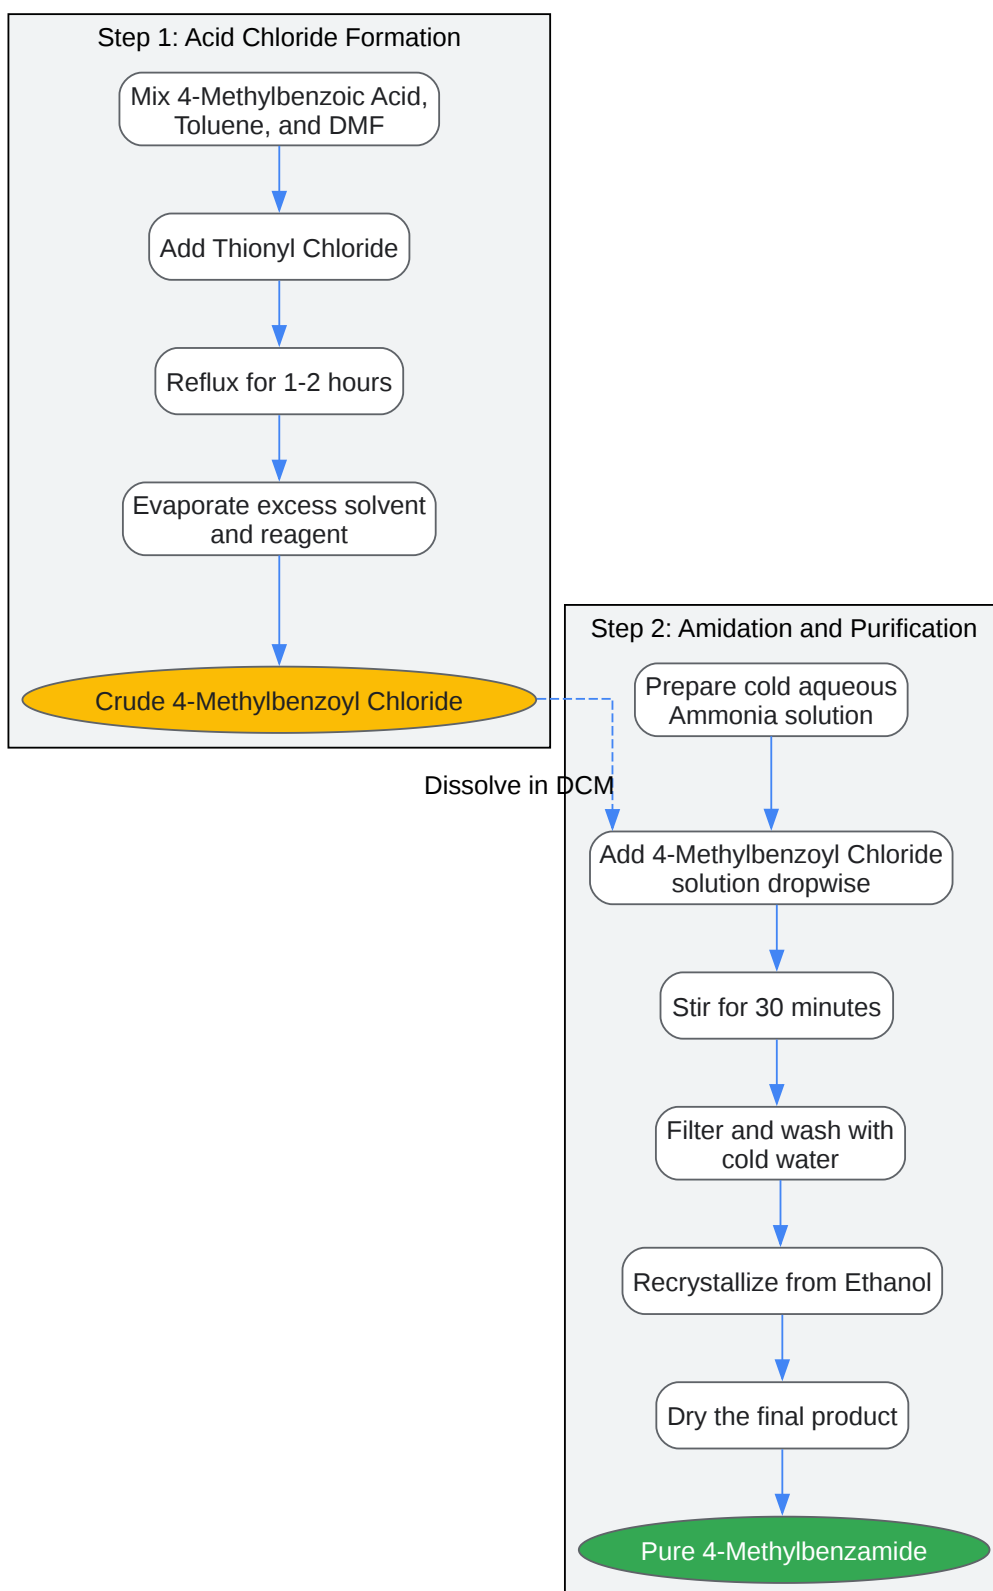 Step 1: Acid Chloride Formation
Mix 4-Methylbenzoic Acid,
Toluene, and DMF
Add Thionyl Chloride
Reflux for 1-2 hours
Evaporate excess solvent
and reagent
Crude 4-Methylbenzoyl Chloride
Dissolve in DCM
Step 2: Amidation and Purification
Prepare cold aqueous
Ammonia solution
Add 4-Methylbenzoyl Chloride
solution dropwise
Stir for 30 minutes
Filter and wash with
cold water
Recrystallize from Ethanol
Dry the final product
Pure 4-Methylbenzamide